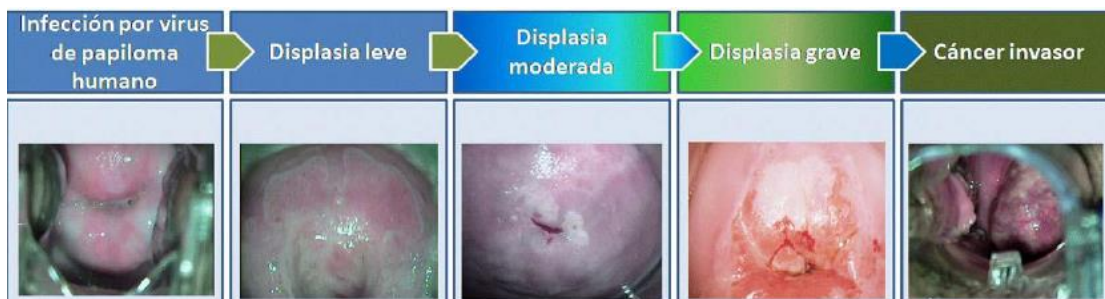 Infección por virus
de papiloma
humano
Displasia leve
Displasia
moderada
Displasia grave
Cáncer invasor